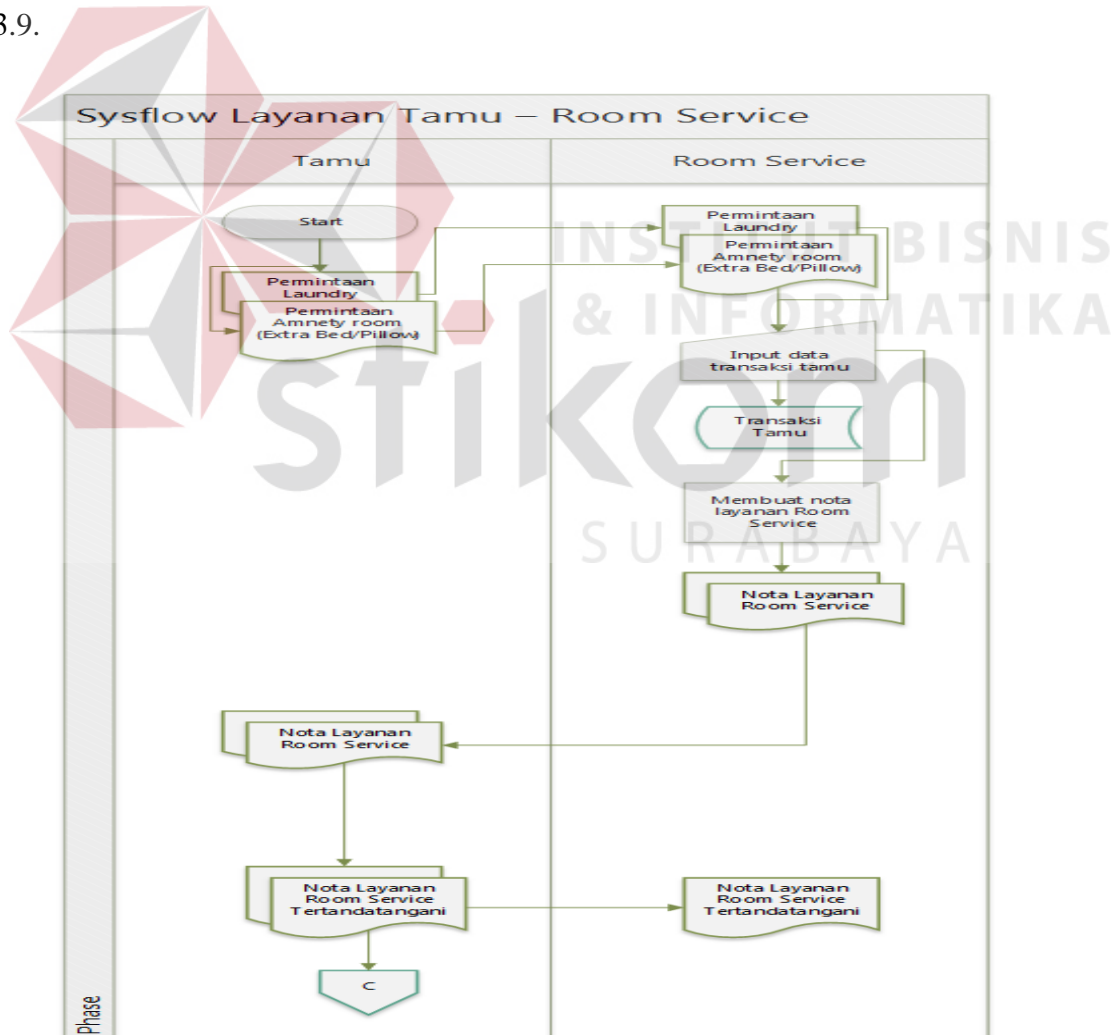 3.9.
Sysflow Layanan Tamu – Room Service
Tamu
Room Service
Start
Permintaan
Laundry
Permintaan
Amnety room
(Extra Bed/Pillow)
Permintaan
Laundry
Permintaan
Amnety room
(Extra Bed/Pillow)
Input data
transaksi tamu
Transaksi
Tamu
Membuat nota
layanan Room
Service
Nota Layanan
Room Service
Nota Layanan
Room Service
Nota Layanan
Room Service
Tertandatangani
Nota Layanan
Room Service
Tertandatangani
C
Phase
INSTITUT BISNIS
& INFORMATIKA
stikom
SURABAYA